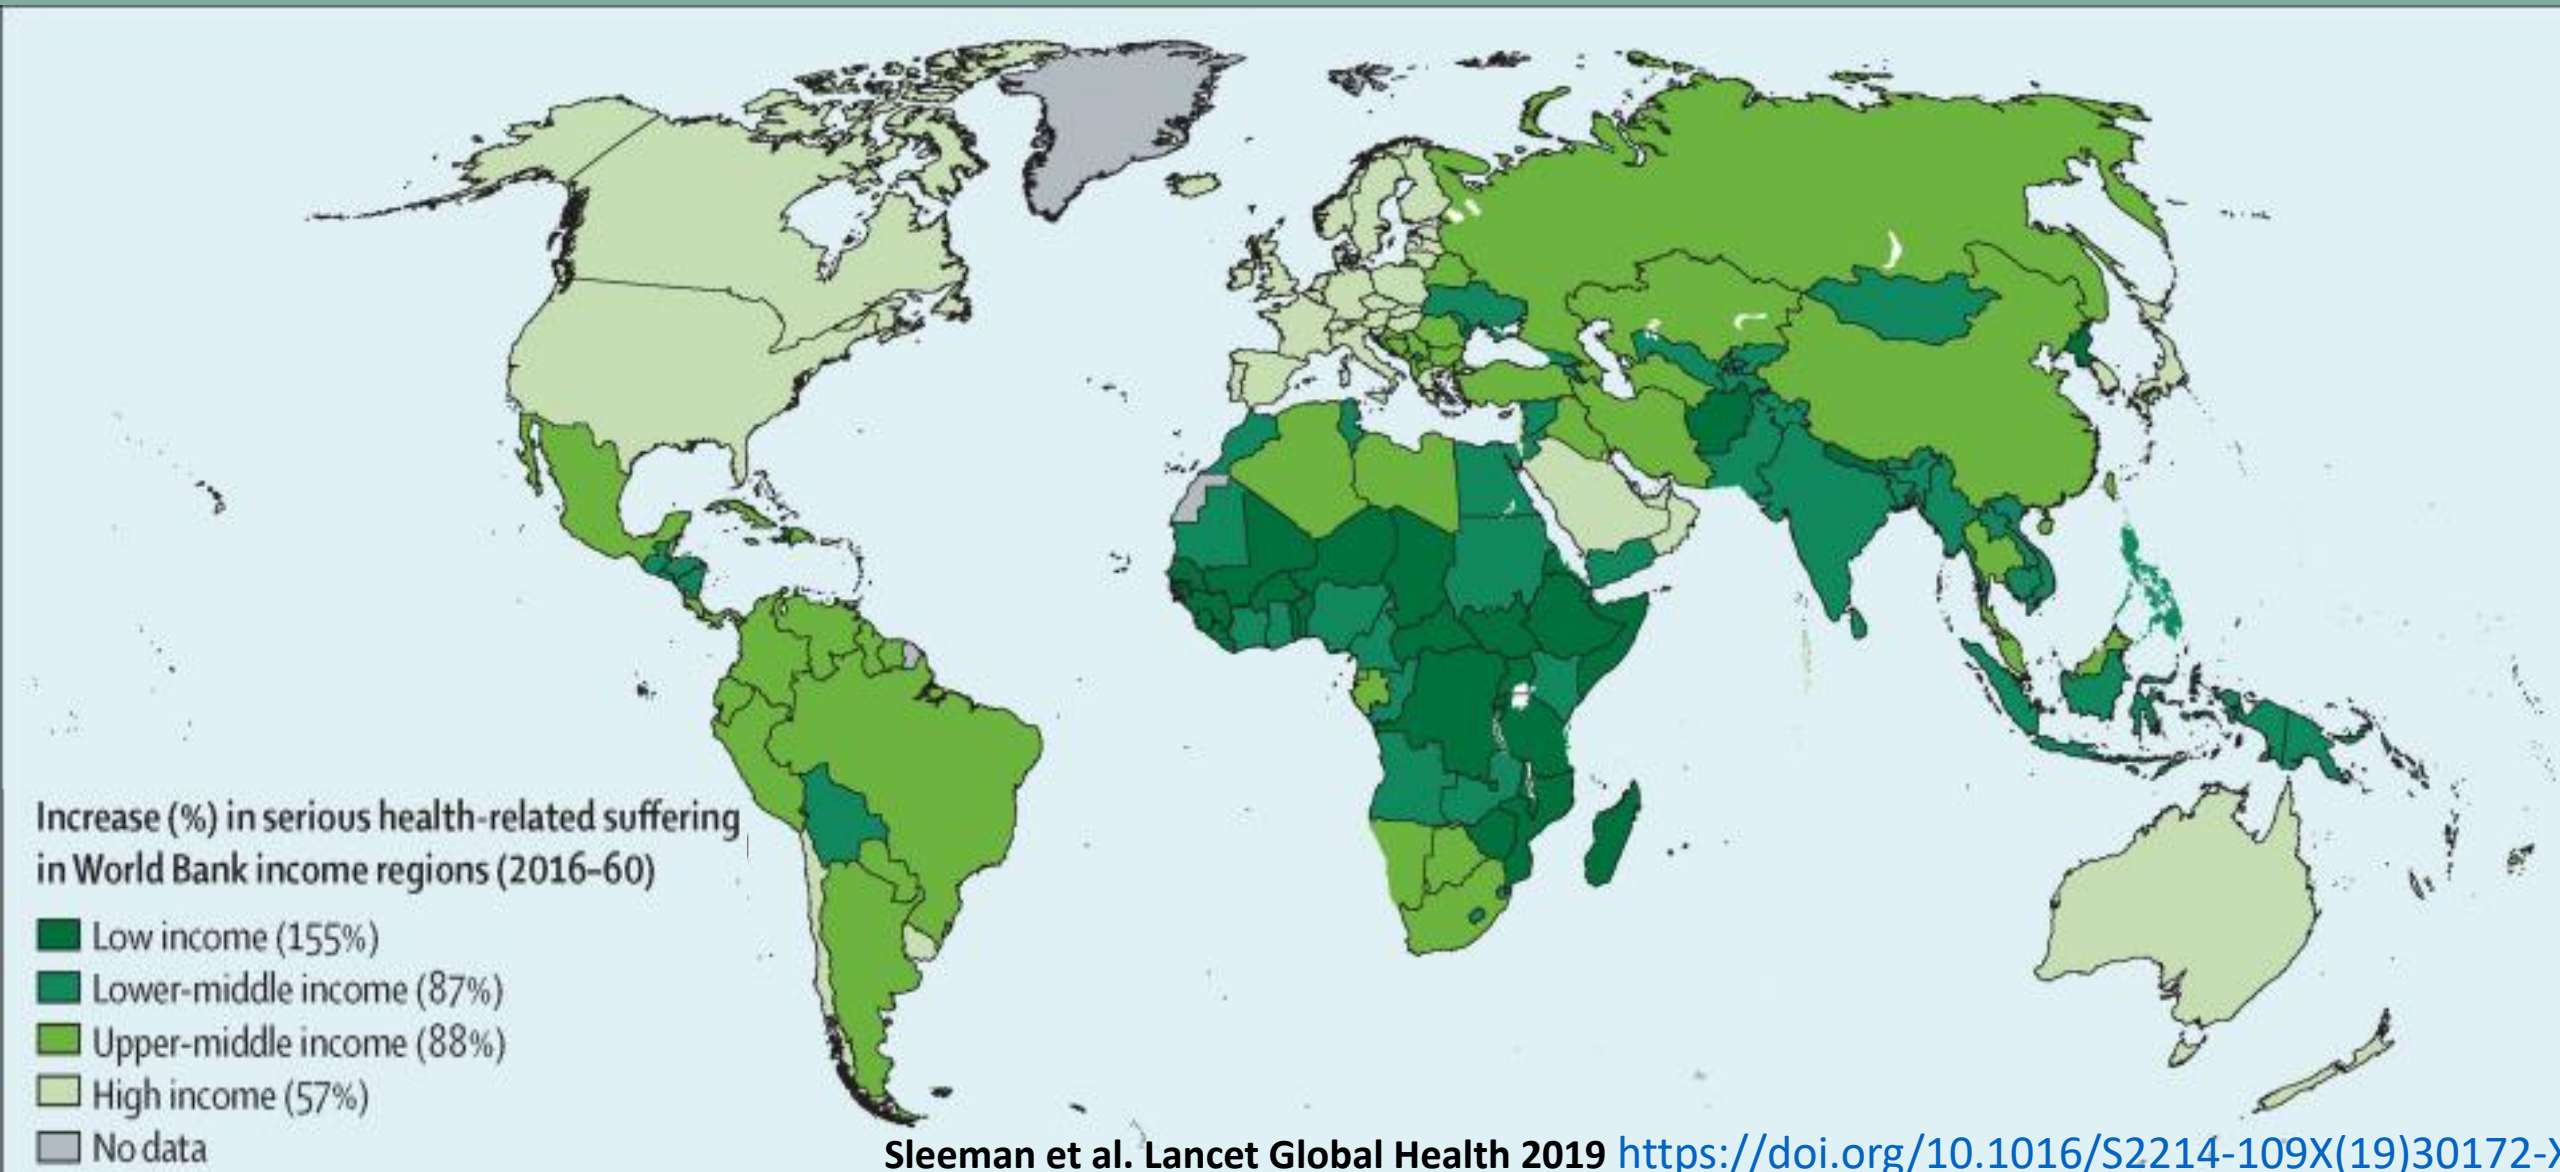 Increase (%) in serious health-related suffering
in World Bank income regions (2016–60)
Low income (155%)
Lower-middle income (87%)
Upper-middle income (88%)
High income (57%)
No data
Sleeman et al. Lancet Global Health 2019 https://doi.org/10.1016/S2214-109X(19)30172-X